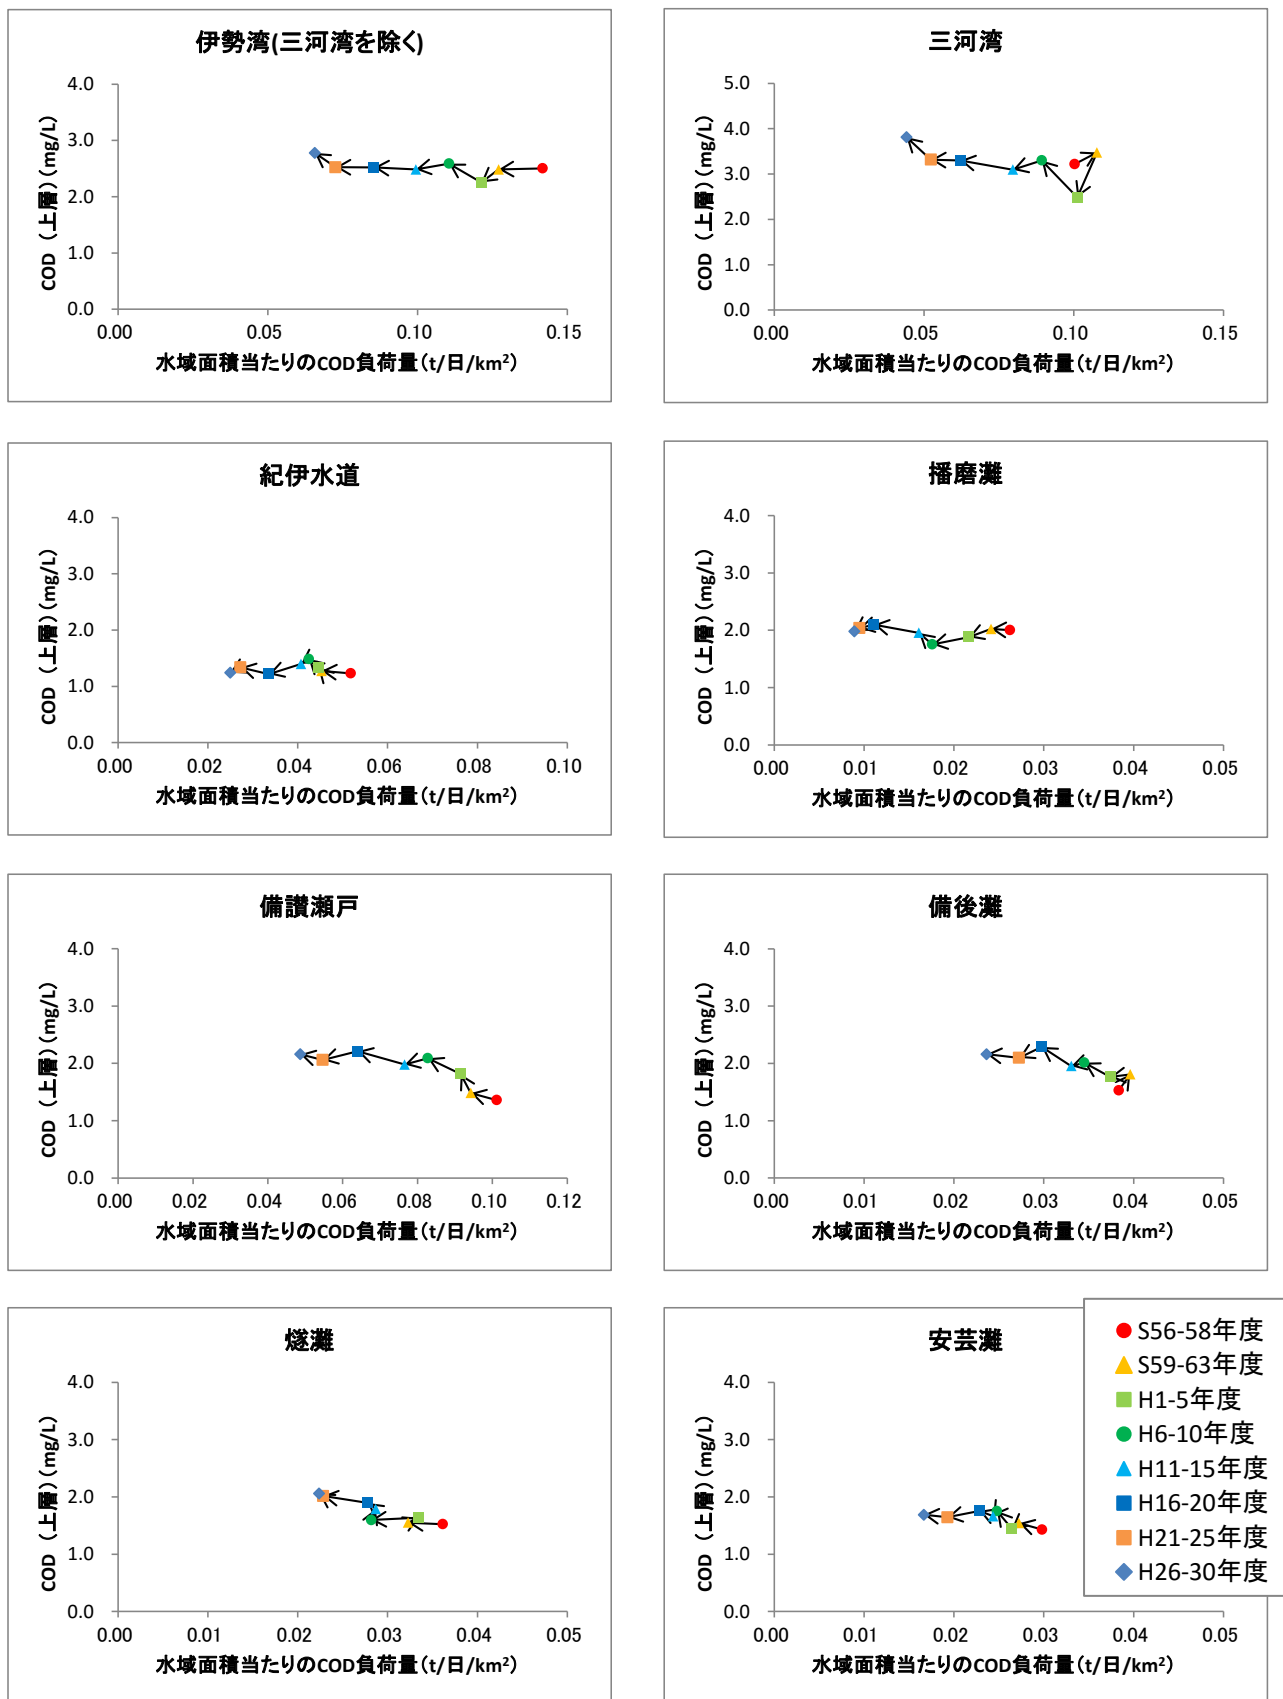 伊勢湾(三河湾を除く)
4.0
3.0
2.0
1.0
0.0
COD (上層)(mg/L)
0.00 0.05 0.10 0.15
水域面積当たりのCOD負荷量(t/日/km²)
三河湾
5.0
4.0
3.0
2.0
1.0
0.0
COD (上層)(mg/L)
0.00 0.05 0.10 0.15
水域面積当たりのCOD負荷量(t/日/km²)
紀伊水道
4.0
3.0
2.0
1.0
0.0
COD (上層)(mg/L)
0.00 0.02 0.04 0.06 0.08 0.10
水域面積当たりのCOD負荷量(t/日/km²)
播磨灘
4.0
3.0
2.0
1.0
0.0
COD (上層)(mg/L)
0.00 0.01 0.02 0.03 0.04 0.05
水域面積当たりのCOD負荷量(t/日/km²)
備讃瀬戸
4.0
3.0
2.0
1.0
0.0
COD (上層)(mg/L)
0.00 0.02 0.04 0.06 0.08 0.10 0.12
水域面積当たりのCOD負荷量(t/日/km²)
備後灘
4.0
3.0
2.0
1.0
0.0
COD (上層)(mg/L)
0.00 0.01 0.02 0.03 0.04 0.05
水域面積当たりのCOD負荷量(t/日/km²)
燧灘
4.0
3.0
2.0
1.0
0.0
COD (上層)(mg/L)
0.00 0.01 0.02 0.03 0.04 0.05
水域面積当たりのCOD負荷量(t/日/km²)
安芸灘
4.0
3.0
2.0
1.0
0.0
COD (上層)(mg/L)
0.00 0.01 0.02 0.03 0.04 0.05
水域面積当たりのCOD負荷量(t/日/km²)
S56-58年度
S59-63年度
H1-5年度
H6-10年度
H11-15年度
H16-20年度
H21-25年度
H26-30年度